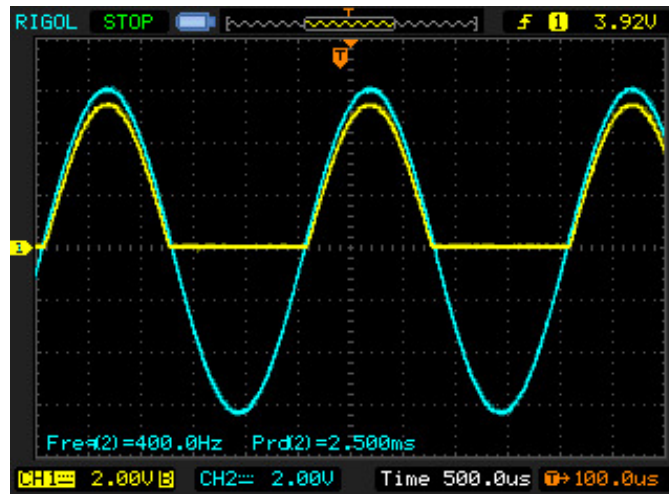 RIGOL STOP T f 1 3.92V
T
1
Freq(2)=400.0Hz Prd(2)=2.500ms
CH1 2.00V B CH2 2.00V Time 500.0us T→100.0us